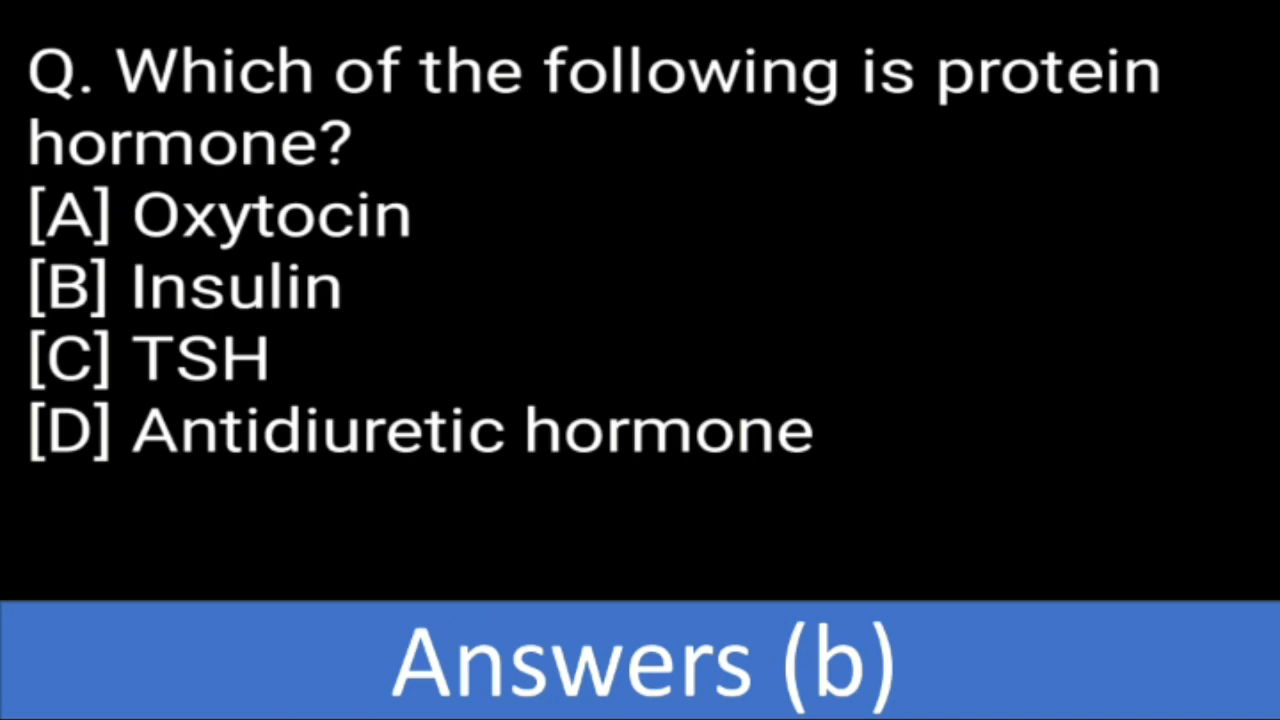 Q. Which of the following is protein
hormone?
[A] Oxytocin
[B] Insulin
[C] TSH
[D] Antidiuretic hormone
Answers (b)